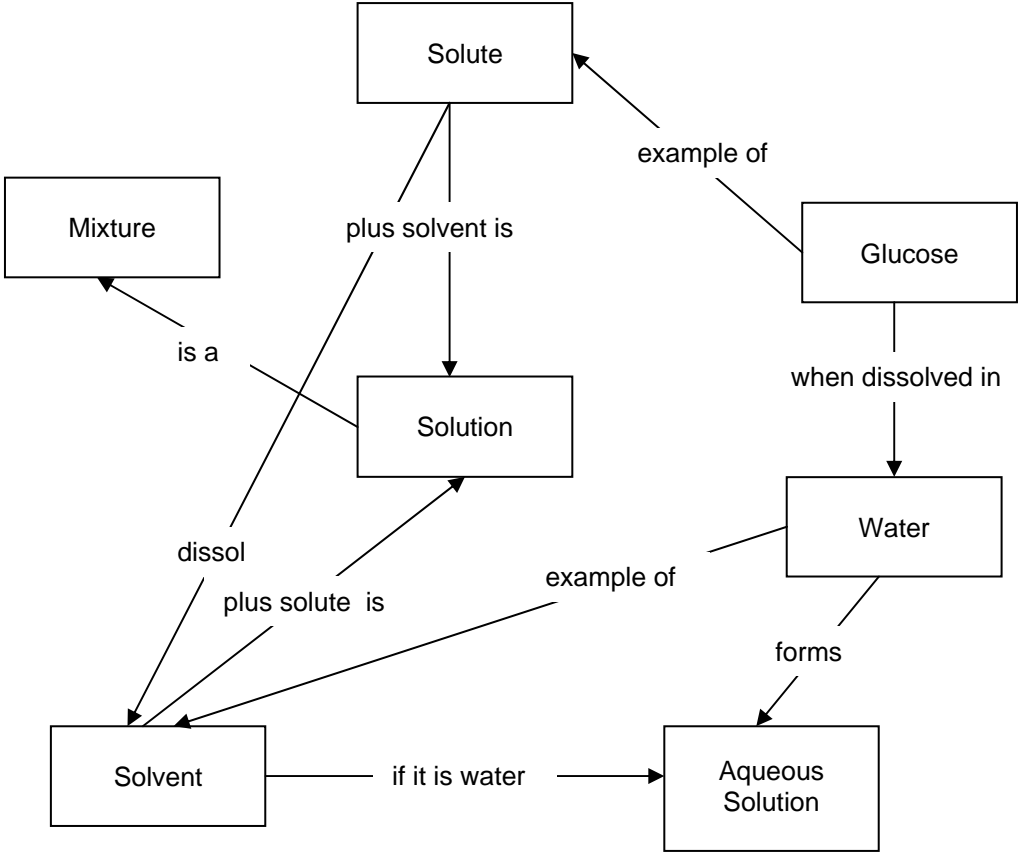 Solute
example of
Mixture
plus solvent is
Glucose
is a
when dissolved in
Solution
Water
dissol
example of
plus solute is
forms
Solvent
if it is water
Aqueous
Solution